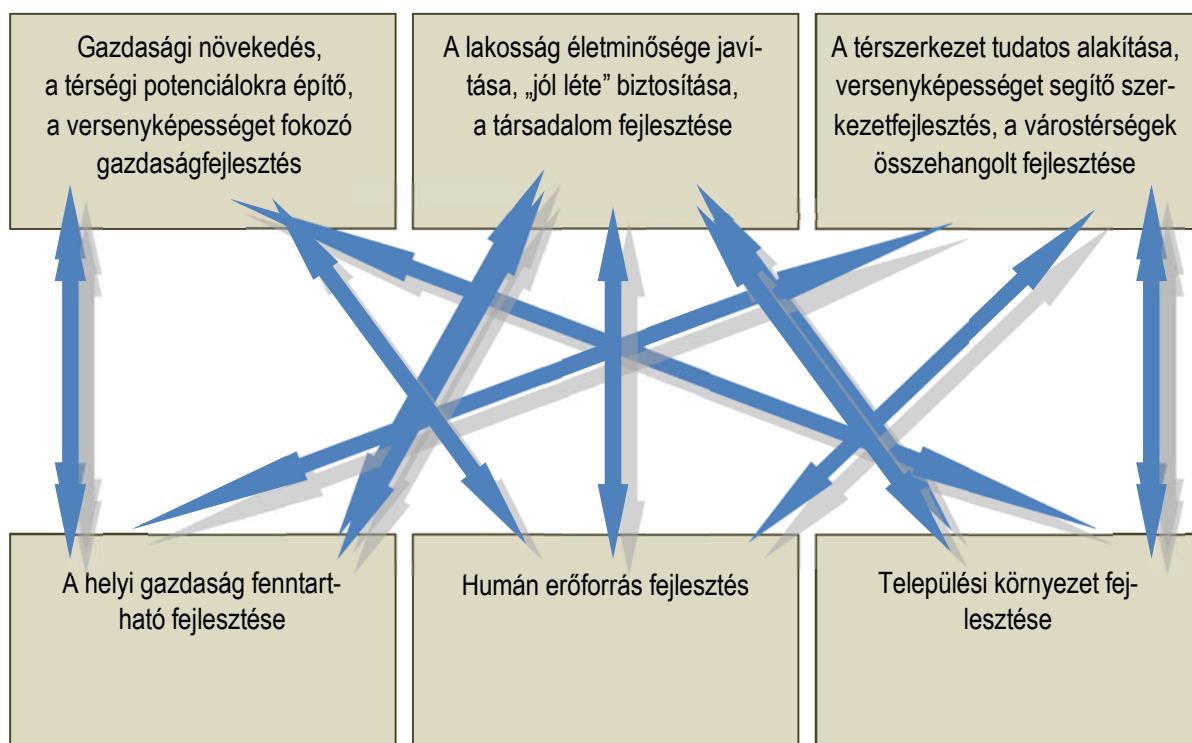 Gazdasági növekedés,
a térségi potenciálokra építő,
a versenyképességet fokozó
gazdaságfejlesztés
A lakosság életminősége javí-
tása, „jól léte” biztosítása,
a társadalom fejlesztése
A térszerkezet tudatos alakítása,
versenyképességet segítő szer-
kezetfejlesztés, a várostérségek
összehangolt fejlesztése
A helyi gazdaság fenntart-
ható fejlesztése
Humán erőforrás fejlesztés
Települési környezet fej-
lesztése